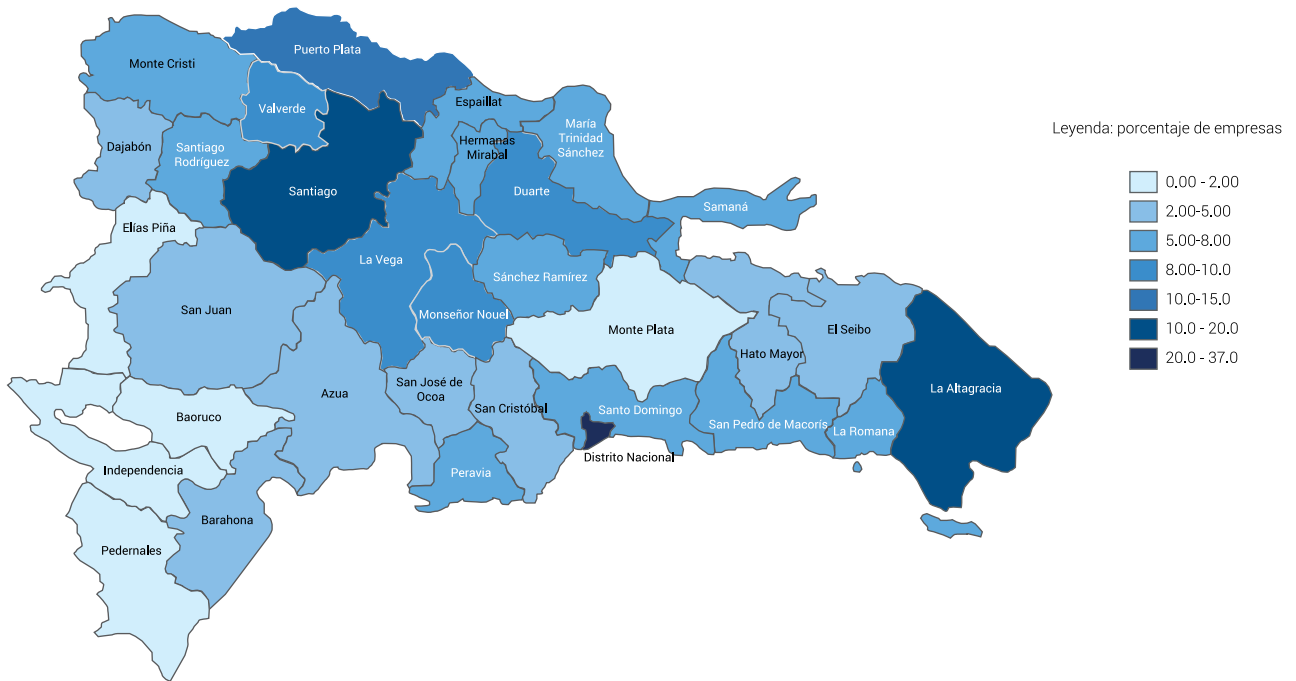 Puerto Plata
Monte Cristi
Espaillat
Valverde
María
Trinidad
Sánchez
Leyenda: porcentaje de empresas
Hermanas
Mirabal
Dajabón
Santiago
Rodríguez
0.00 - 2.00
Santiago
Duarte
2.00-5.00
Samaná
Elías Piña
5.00-8.00
La Vega
8.00-10.0
Sánchez Ramírez
10.0-15.0
San Juan
Monseñor Nouel
Monte Plata
El Seibo
10.0 - 20.0
Hato Mayor
20.0 - 37.0
San José de
Ocoa
La Altagracia
Azua
San Cristóbal
Santo Domingo
Baoruco
San Pedro de Macorís
La Romana
Distrito Nacional
Independencia
Peravia
Barahona
Pedernales